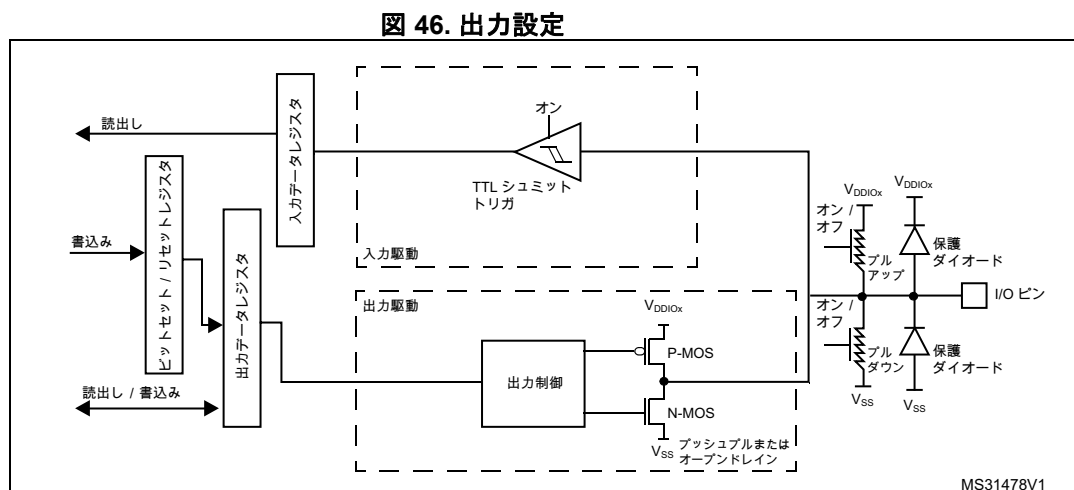 図 46. 出力設定
読出し
ビットセット / リセットレジスタ
入力データレジスタ
オン
TTL シュミット
トリガ
入力駆動
書込み
出力データレジスタ
読出し / 書込み
出力駆動
出力制御
VDDIOx
P-MOS
N-MOS
VSS
プッシュプルまたは
オープンドレイン
VDDIOx
オン /
オフ
プル
アップ
VDDIOx
保護
ダイオード
I/O ピン
オン /
オフ
プル
ダウン
VSS
保護
ダイオード
VSS
MS31478V1